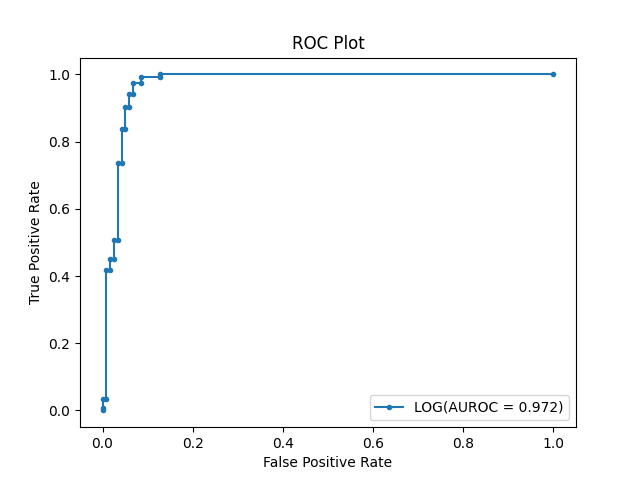 ROC Plot
True Positive Rate
1.0
0.8
0.6
0.4
0.2
0.0
0.0 0.2 0.4 0.6 0.8 1.0
False Positive Rate
LOG(AUROC = 0.972)